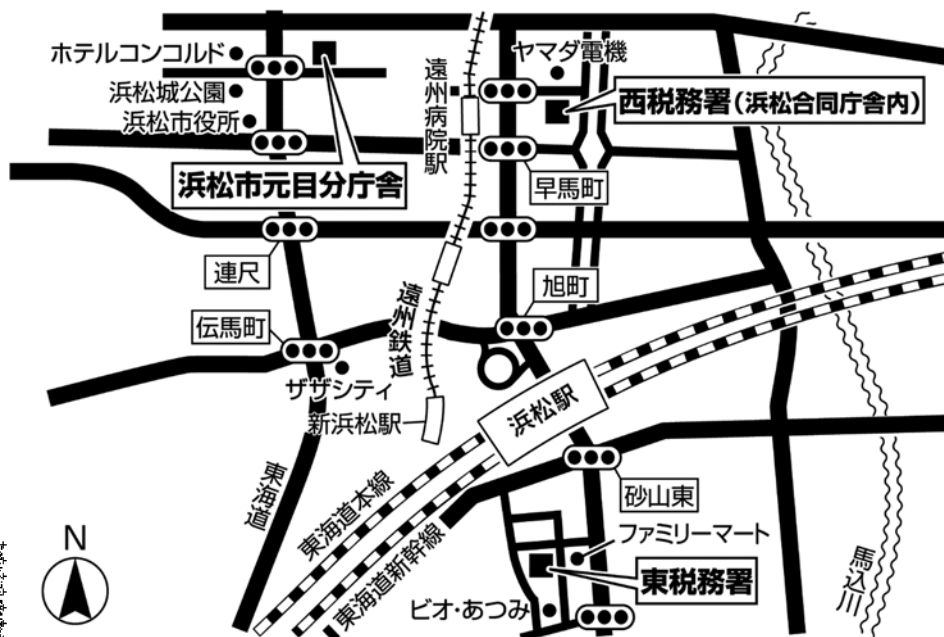 ホテルコンコルド
浜松城公園
浜松市役所
浜松市元目分庁舎
遠州病院駅
ヤマダ電機
西税務署(浜松合同庁舎内)
早馬町
連尺
旭町
伝馬町
遠州鉄道
ザザシティ
新浜松駅
浜松駅
東海道
東海道本線
東海道新幹線
砂山東
ファミリーマート
東税務署
ビオ・あつみ
馬込川
N